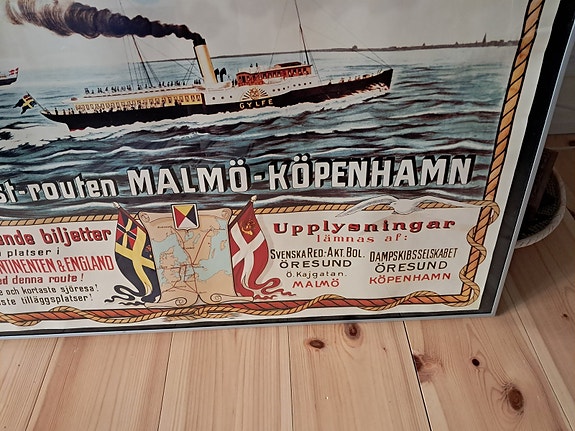 GYLFE
st-routen MALMÖ-KÖPENHAMN
ande biljetter
platser i
NTINENTEN & ENGLAND
ed denna route!
e och kortaste sjöresa!
ste tilläggsplatser!
Upplysningar
lämnas af:
SVENSKA RED.-AKT. BOL.
ÖRESUND
Ö. Kajgatan.
MALMÖ
DAMPSKIBSSELSKABET
ÖRESUND
KÖPENHAMN